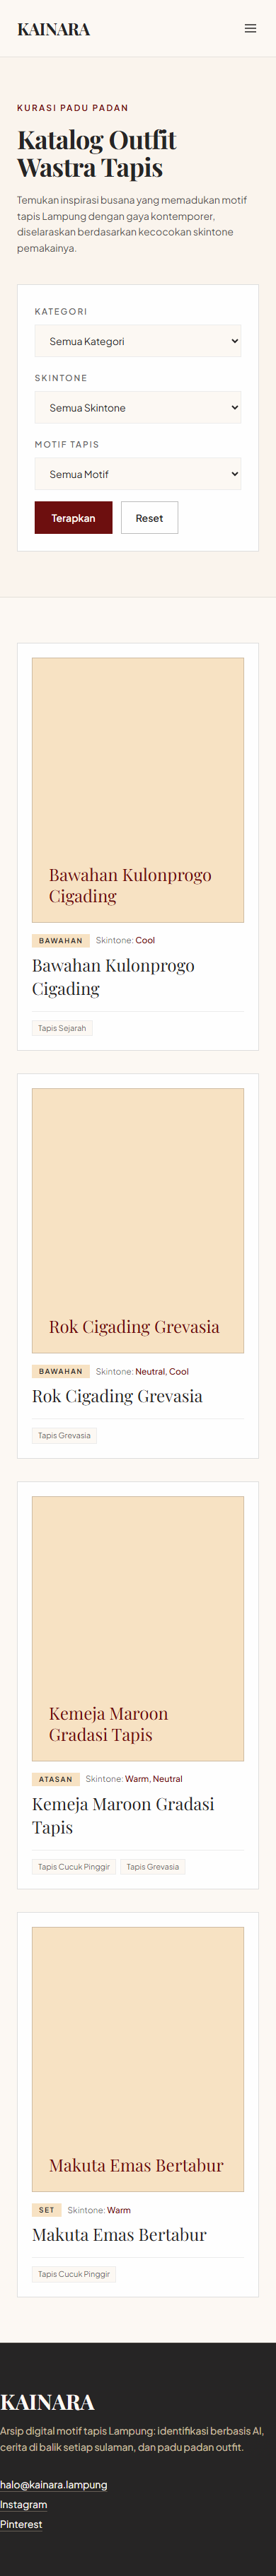 KAINARA
KURASI PADU PADAN
Katalog Outfit
Wastra Tapis
Temukan inspirasi busana yang memadukan motif
tapis Lampung dengan gaya kontemporer,
diselaraskan berdasarkan kecocokan skintone
pemakainya.
KATEGORI
Semua Kategori
SKINTONE
Semua Skintone
MOTIF TAPIS
Semua Motif
Terapkan Reset
Bawahan Kulonprogo
Cigading
BAWAHAN Skintone: Cool
Bawahan Kulonprogo
Cigading
Tapis Sejarah
Rok Cigading Grevasia
BAWAHAN Skintone: Neutral, Cool
Rok Cigading Grevasia
Tapis Grevasia
Kemeja Maroon
Gradasi Tapis
ATASAN Skintone: Warm, Neutral
Kemeja Maroon Gradasi
Tapis
Tapis Cucuk Pinggir Tapis Grevasia
Makuta Emas Bertabur
SET Skintone: Warm
Makuta Emas Bertabur
Tapis Cucuk Pinggir
KAINARA
Arsip digital motif tapis Lampung: identifikasi berbasis AI,
cerita di balik setiap sulaman, dan padu padan outfit.
halo@kainara.lampung
Instagram
Pinterest